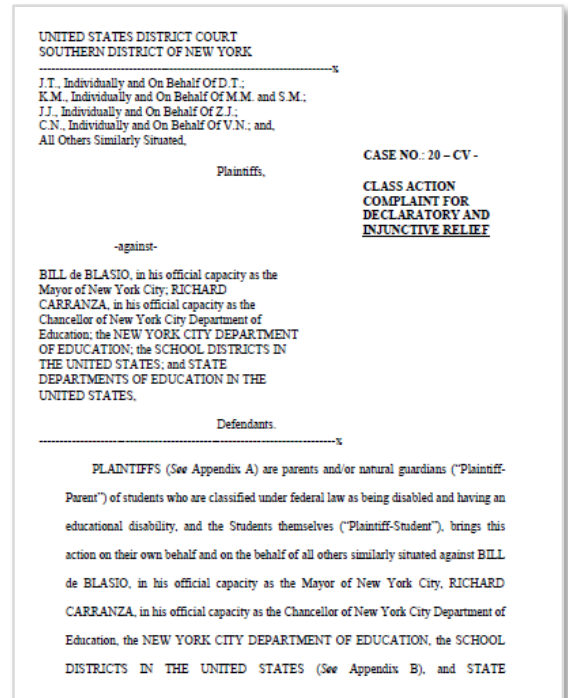 UNITED STATES DISTRICT COURT
SOUTHERN DISTRICT OF NEW YORK
-----------------------------------------------------------------------x
J.T., Individually and On Behalf Of D.T.;
K.M., Individually and On Behalf Of M.M. and S.M.;
J.J., Individually and On Behalf Of Z.J.;
C.N., Individually and On Behalf Of V.N.; and,
All Others Similarly Situated,
CASE NO.: 20 – CV -
Plaintiffs,
CLASS ACTION
COMPLAINT FOR
DECLARATORY AND
INJUNCTIVE RELIEF
-against-
BILL de BLASIO, in his official capacity as the
Mayor of New York City; RICHARD
CARRANZA, in his official capacity as the
Chancellor of New York City Department of
Education; the NEW YORK CITY DEPARTMENT
OF EDUCATION; the SCHOOL DISTRICTS IN
THE UNITED STATES; and STATE
DEPARTMENTS OF EDUCATION IN THE
UNITED STATES,
Defendants.
-----------------------------------------------------------------------x
PLAINTIFFS (See Appendix A) are parents and/or natural guardians (“Plaintiff-
Parent”) of students who are classified under federal law as being disabled and having an
educational disability, and the Students themselves (“Plaintiff-Student”), brings this
action on their own behalf and on the behalf of all others similarly situated against BILL
de BLASIO, in his official capacity as the Mayor of New York City, RICHARD
CARRANZA, in his official capacity as the Chancellor of New York City Department of
Education, the NEW YORK CITY DEPARTMENT OF EDUCATION, the SCHOOL
DISTRICTS IN THE UNITED STATES (See Appendix B), and STATE